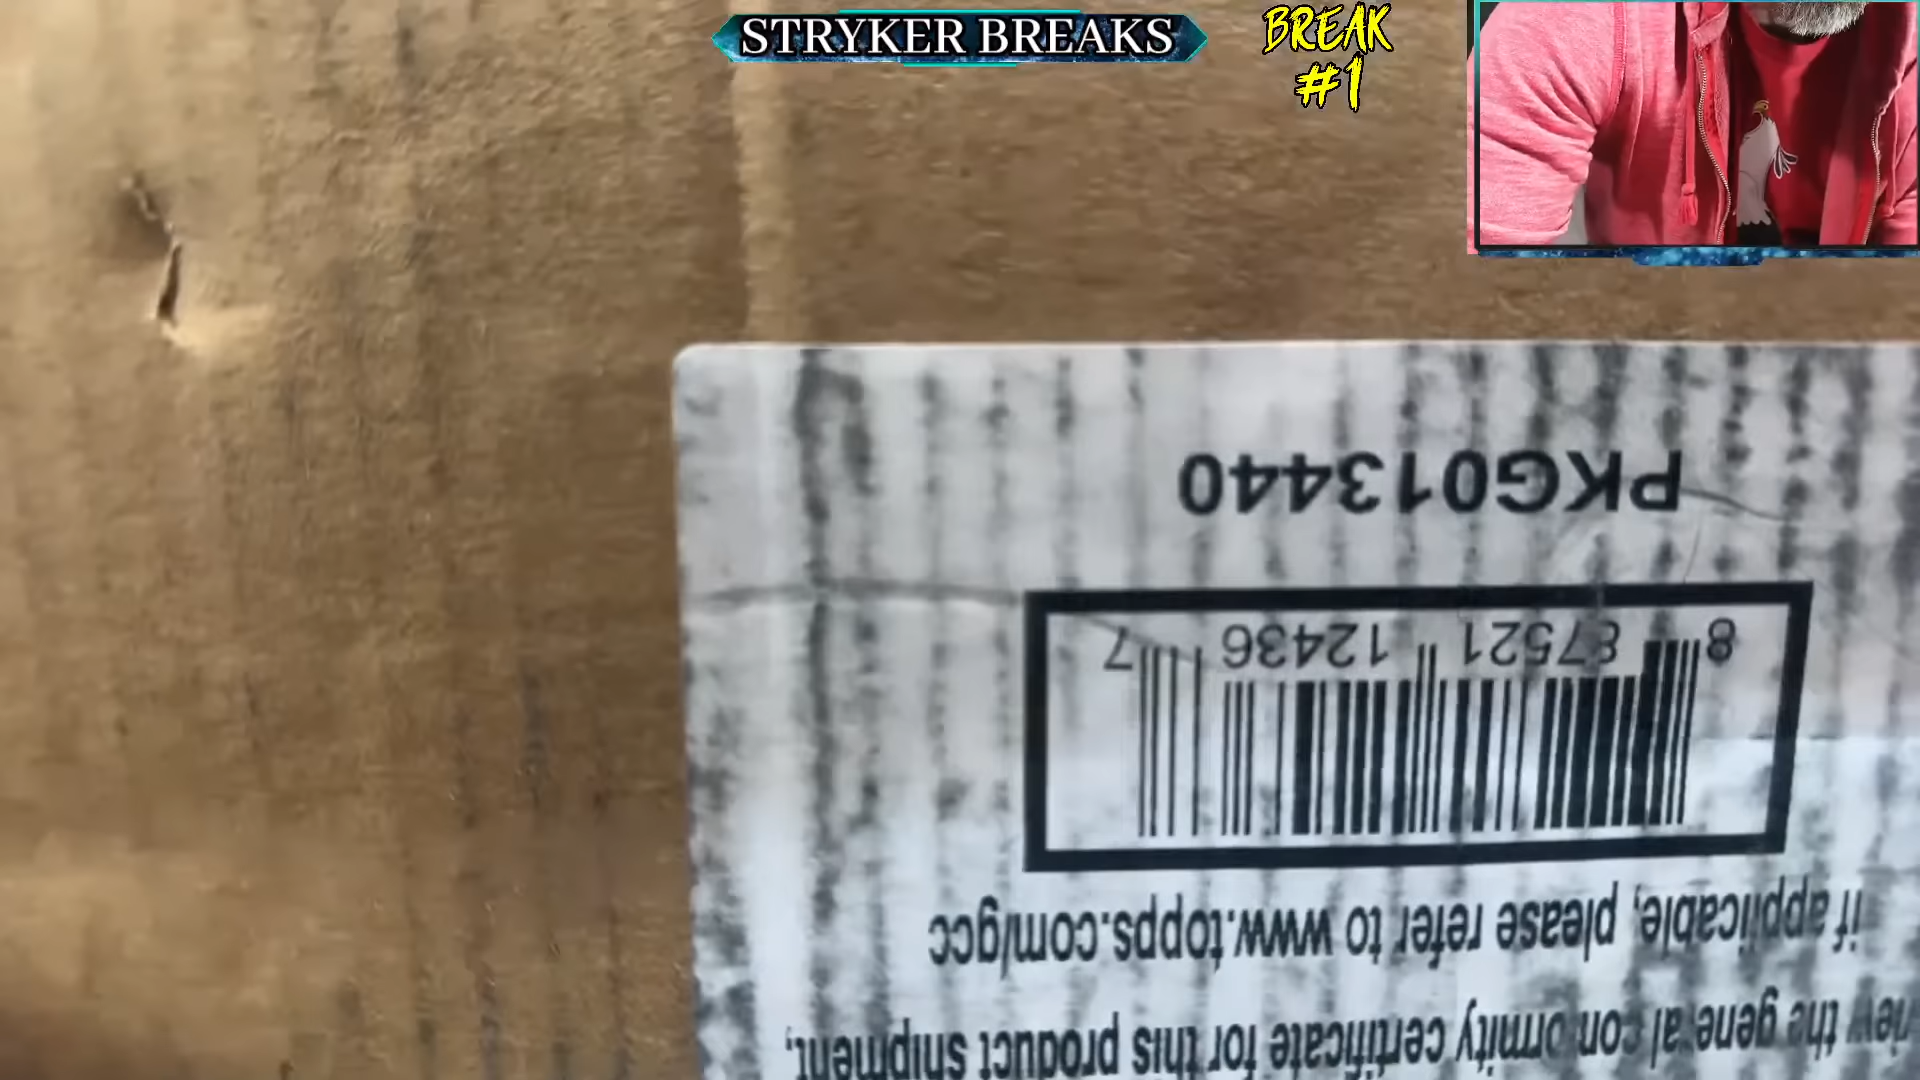 STRYKER BREAKS
BREAK
#1
new the general conformity certificate for this product shipment,
if applicable, please refer to www.topps.com/gcc
8 87521 12436 7
PKG013440